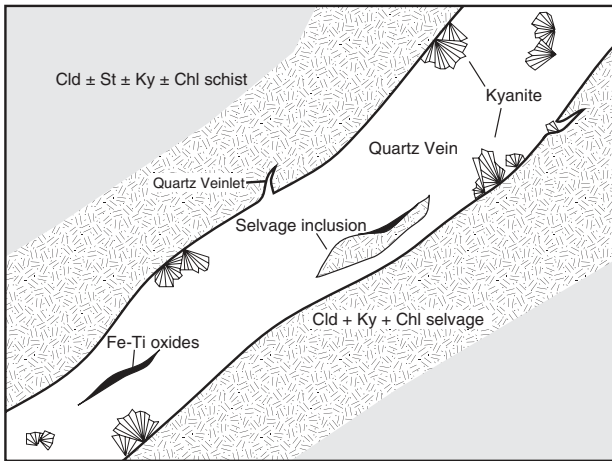 Cld ± St ± Ky ± Chl schist
Kyanite
Quartz Vein
Quartz Veinlet
Selvage inclusion
Cld + Ky + Chl selvage
Fe-Ti oxides